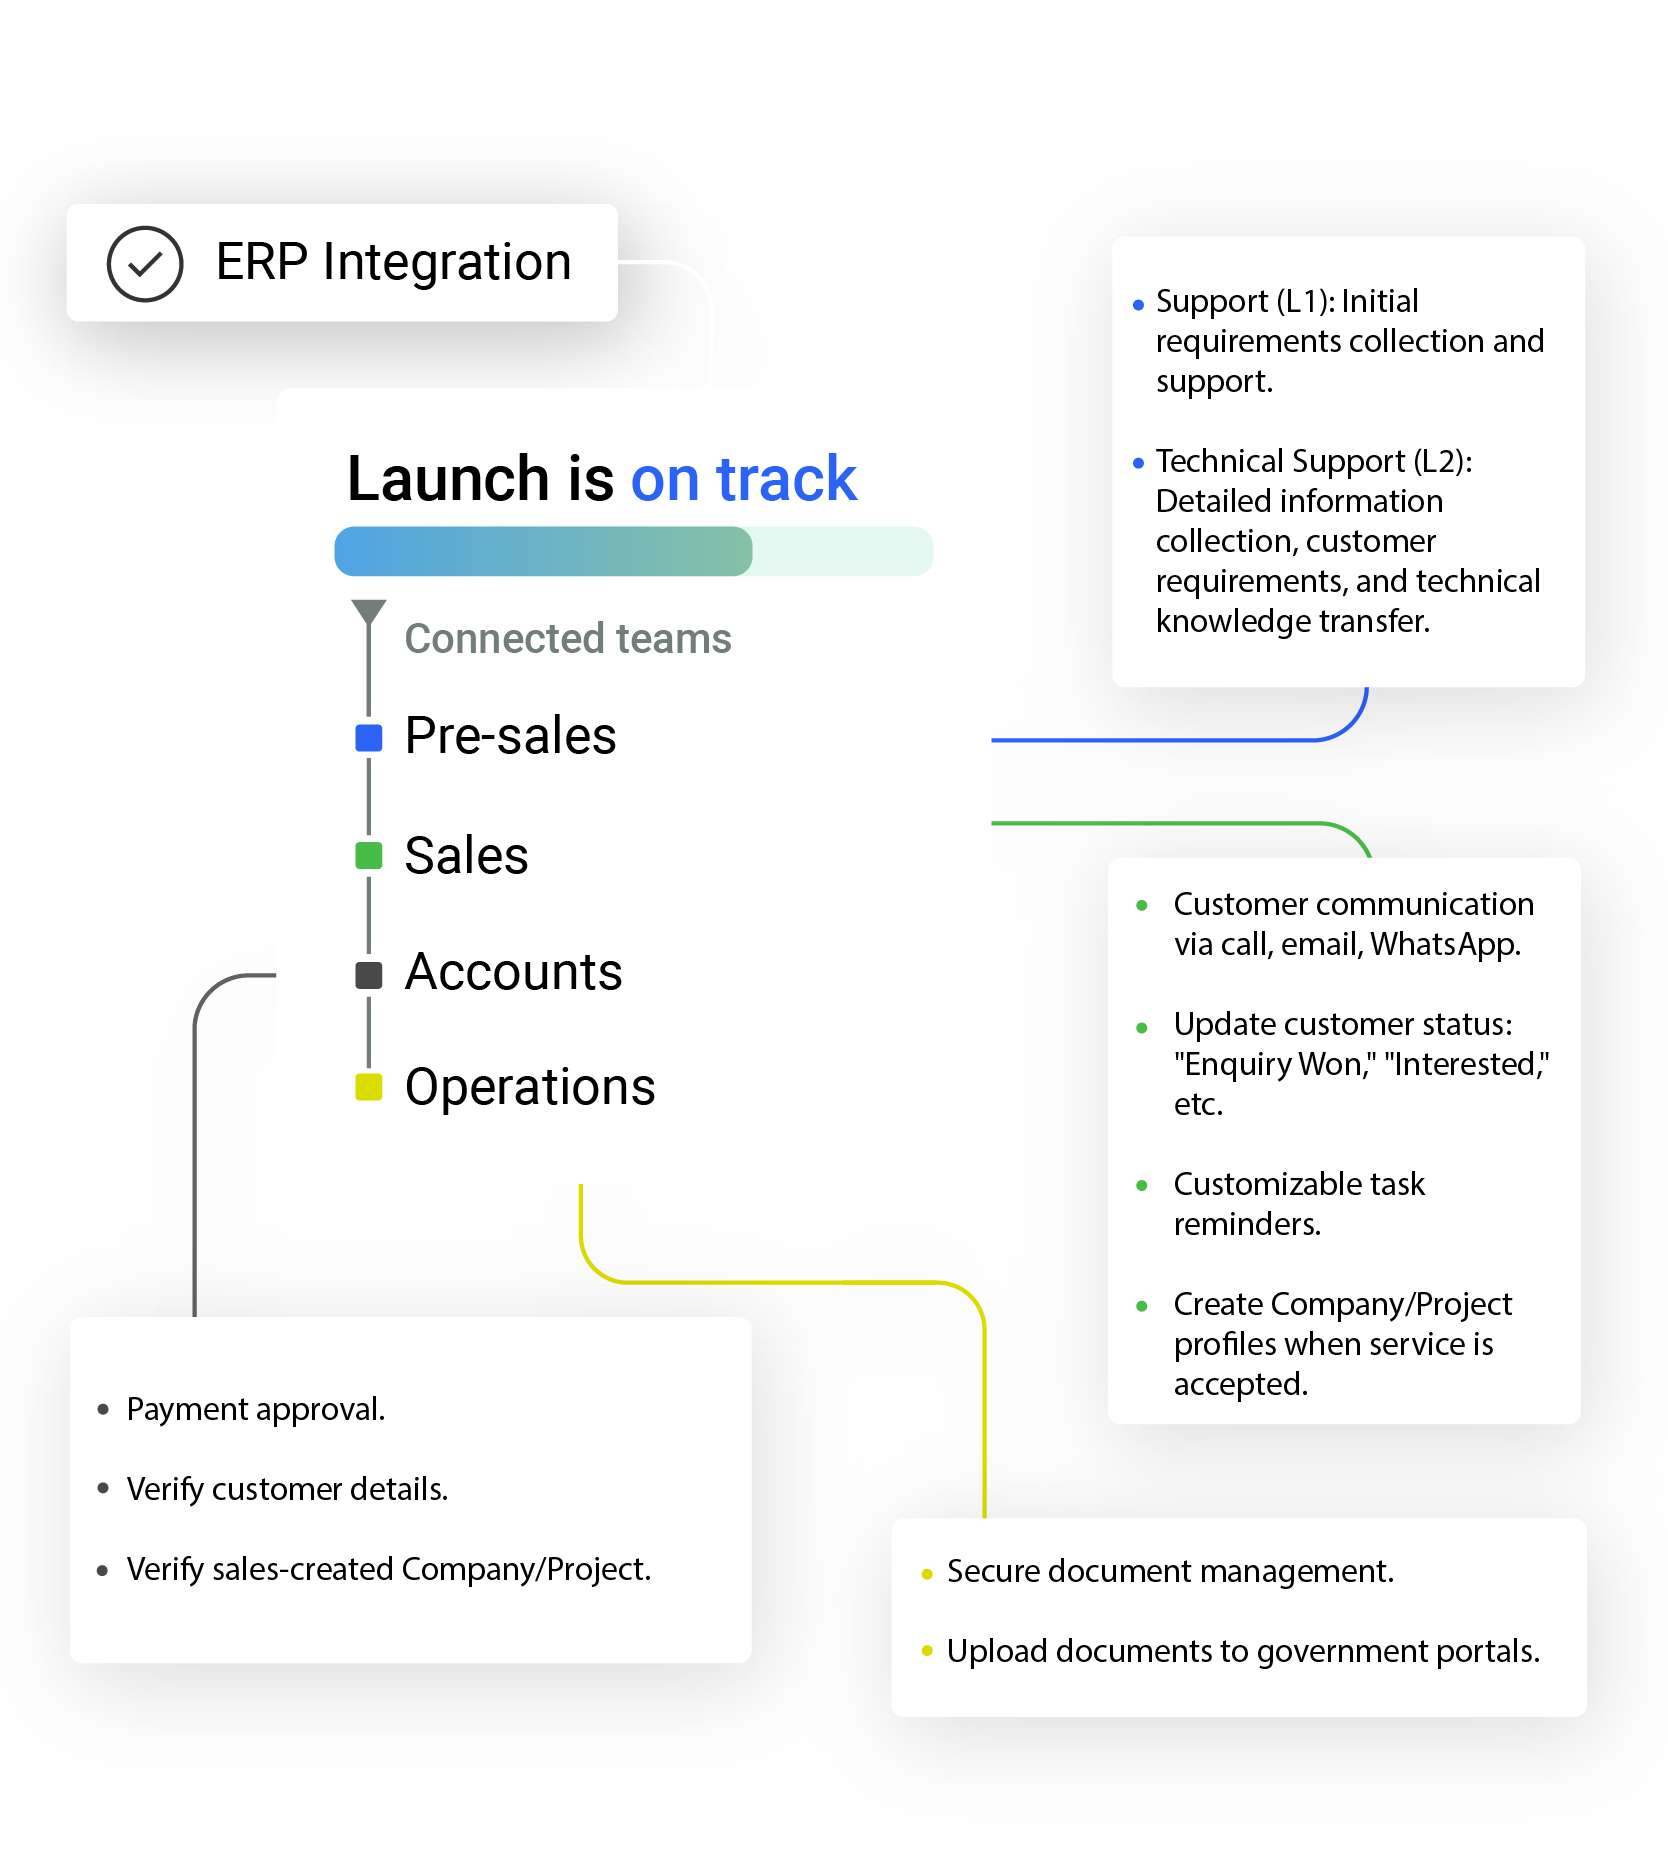 ERP Integration
Launch is on track
Connected teams
Pre-sales
Sales
Accounts
Operations
• Support (L1): Initial
requirements collection and
support.
• Technical Support (L2):
Detailed information
collection, customer
requirements, and technical
knowledge transfer.
• Customer communication
via call, email, WhatsApp.
• Update customer status:
"Enquiry Won," "Interested,"
etc.
• Customizable task
reminders.
• Create Company/Project
profiles when service is
accepted.
• Payment approval.
• Verify customer details.
• Verify sales-created Company/Project.
• Secure document management.
• Upload documents to government portals.